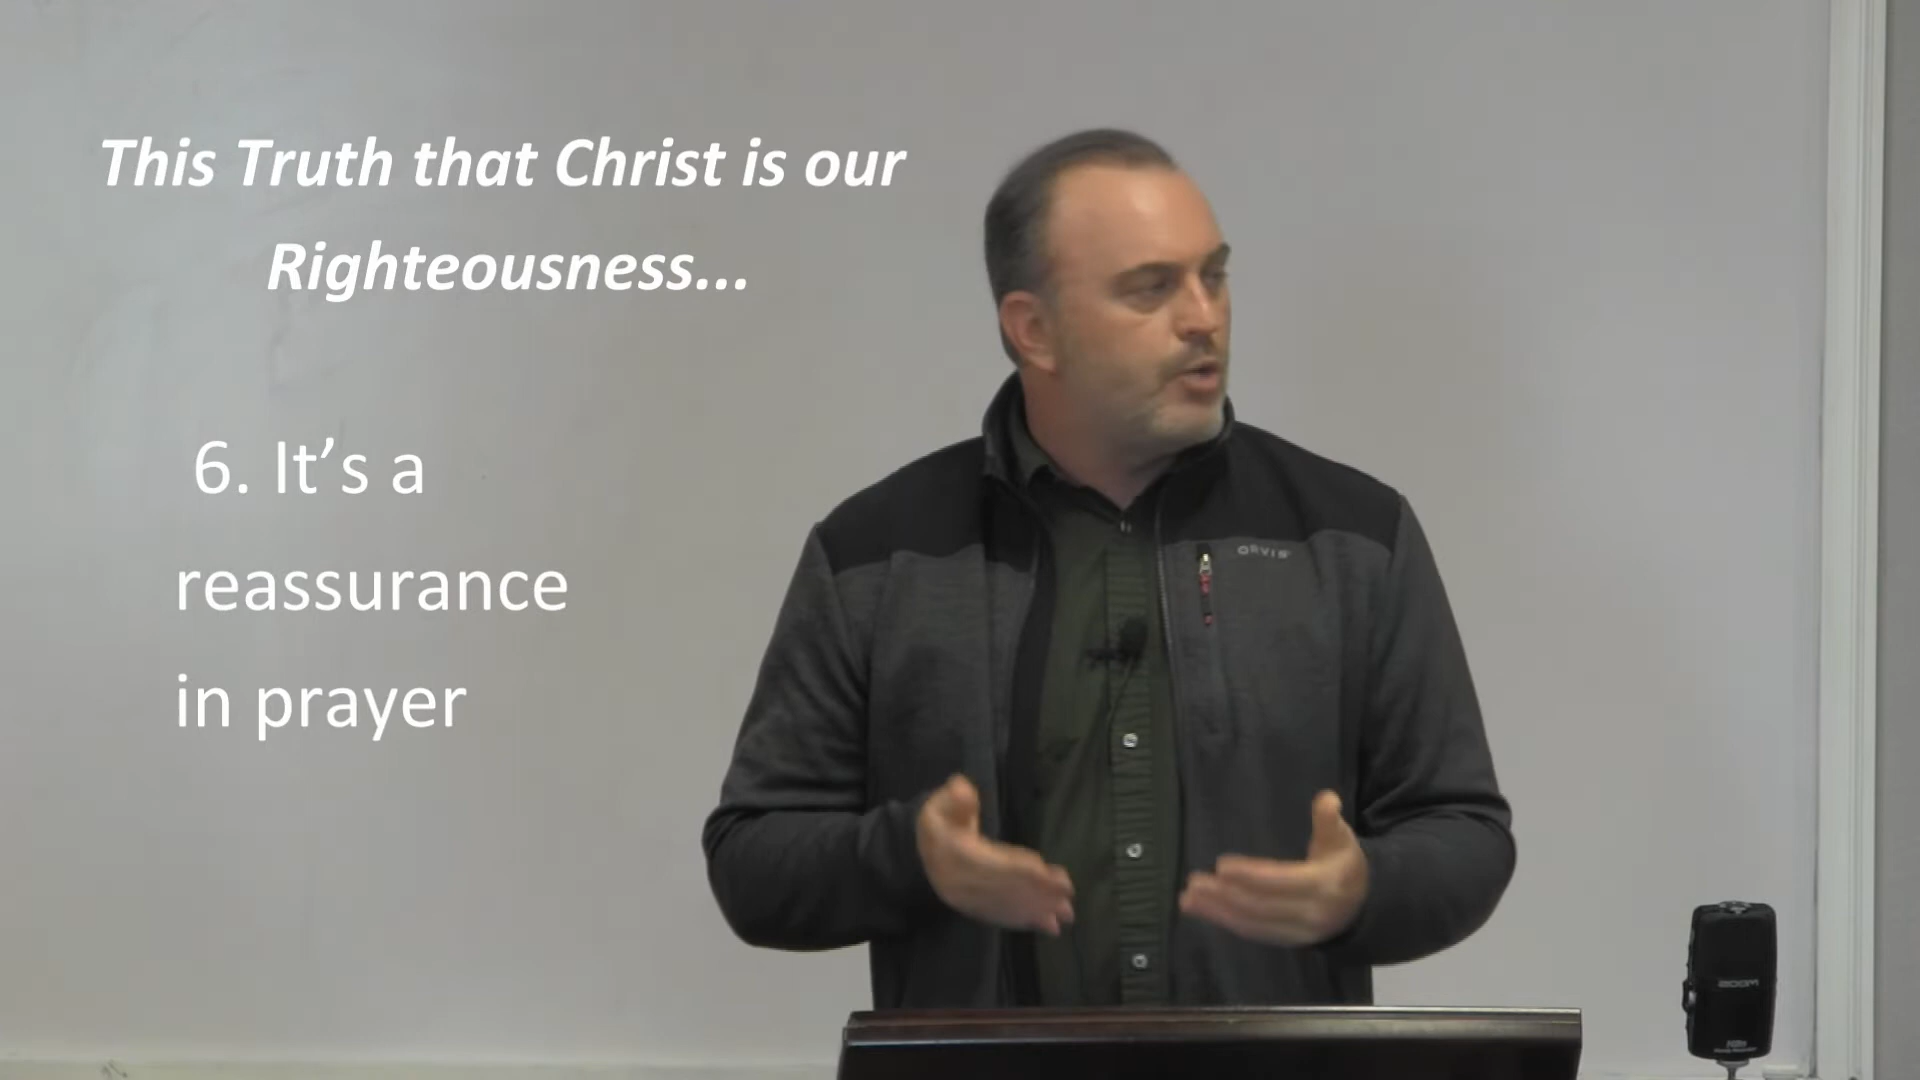 This Truth that Christ is our
Righteousness...
6. It’s a
reassurance
in prayer
ORVIS
zoom